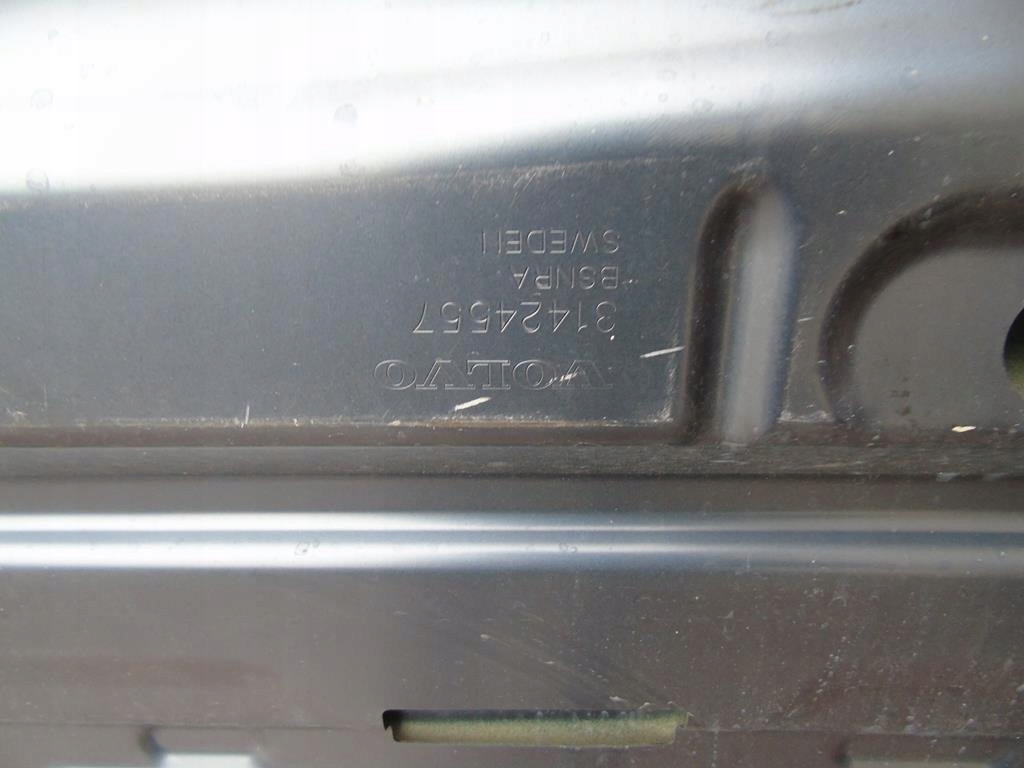 VOLVO
31424557
BSNRA
SWEDEN